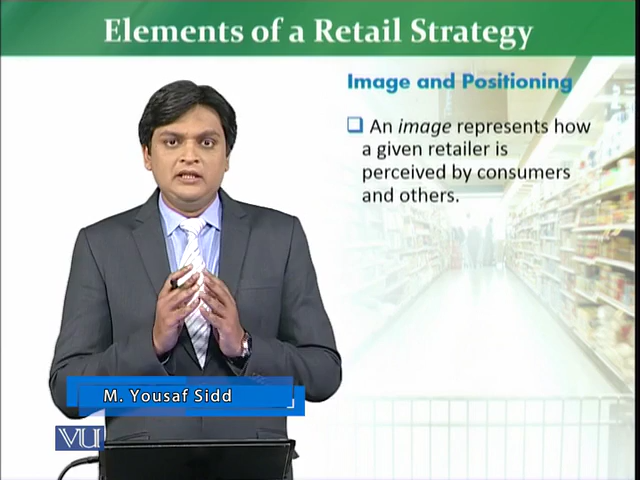 Elements of a Retail Strategy
Image and Positioning
An image represents how
a given retailer is
perceived by consumers
and others.
M. Yousaf Sidd
VU